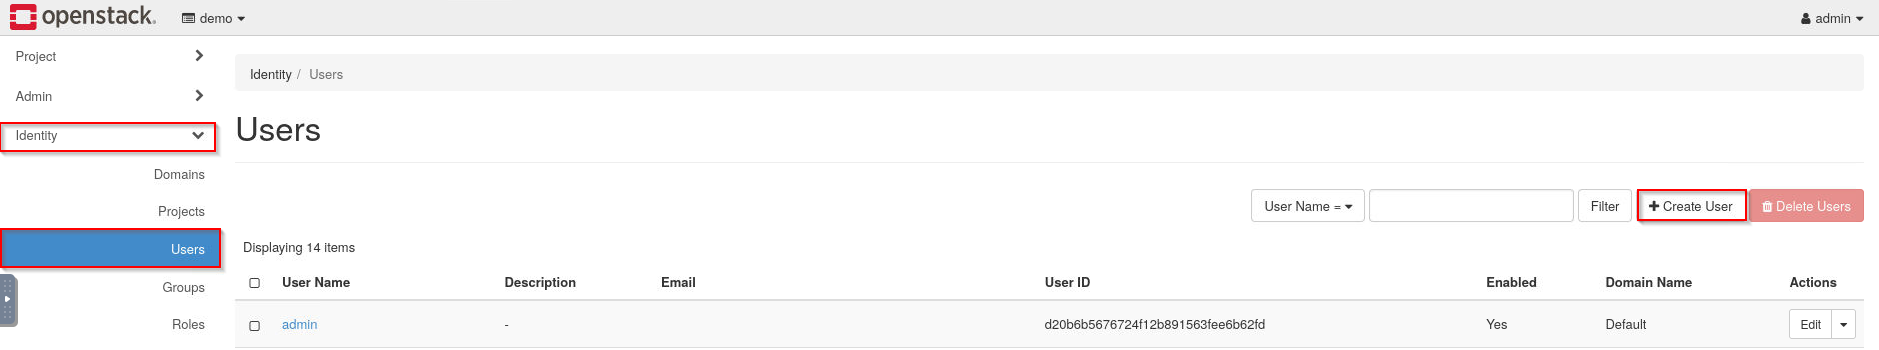 openstack. demo admin
Project
Admin
Identity
Domains
Projects
Users
Groups
Roles
Identity / Users
Users
User Name = Filter Create User Delete Users
Displaying 14 items
User Name Description Email User ID Enabled Domain Name Actions
admin - d20b6b5676724f12b891563fee6b62fd Yes Default Edit